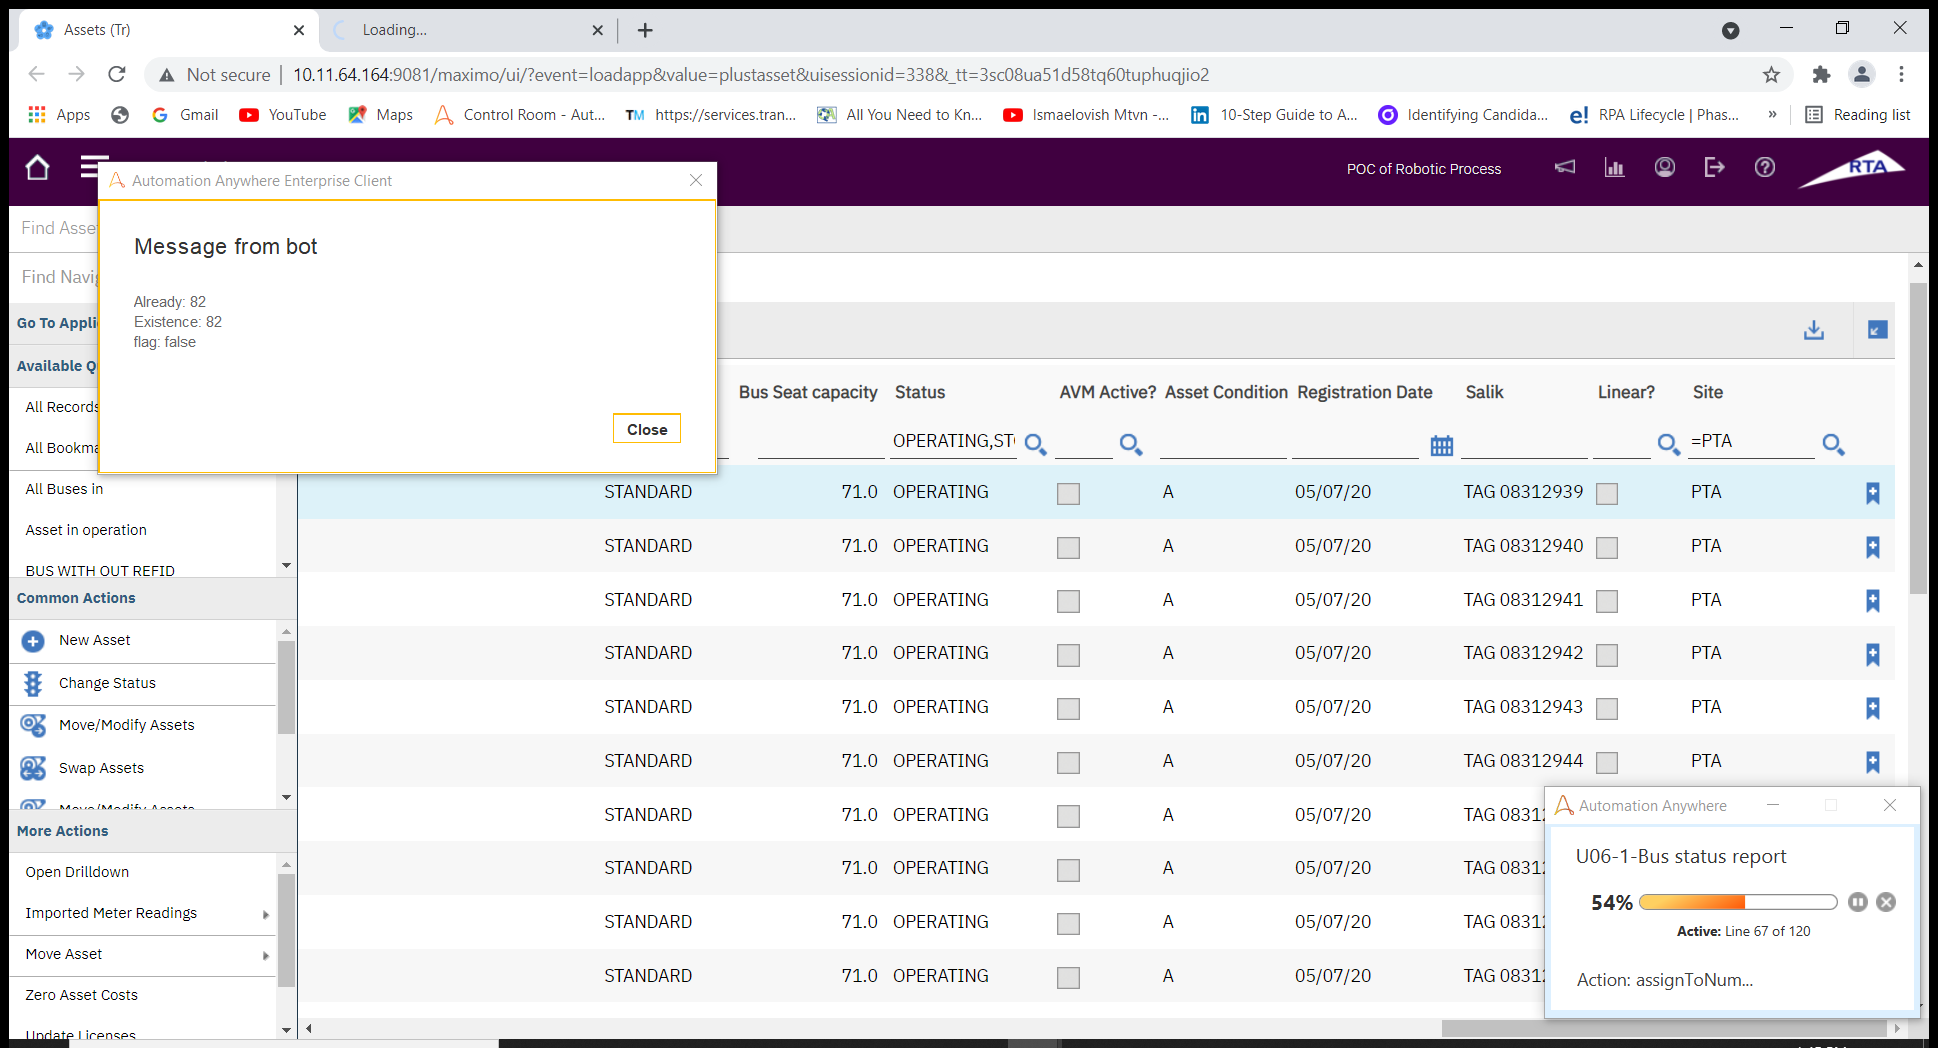 Assets (Tr)
Loading...
Not secure
10.11.64.164:9081/maximo/ui/?event=loadapp&value=plustasset&uisessionid=338&_tt=3sc08ua51d58tq60tuphuqjio2
Apps
Gmail
YouTube
Maps
Control Room - Aut...
TM https://services.tran...
All You Need to Kn...
Ismaelovish Mtvn -...
10-Step Guide to A...
Identifying Candida...
e! RPA Lifecycle | Phas...
»
Reading list
POC of Robotic Process
RTA
Automation Anywhere Enterprise Client
Message from bot
Already: 82
Existence: 82
flag: false
Close
Find Asse
Find Navig
Go To Appli
Available Q
All Records
All Bookma
All Buses in
Asset in operation
BUS WITH OUT REFID
Common Actions
New Asset
Change Status
Move/Modify Assets
Swap Assets
Move/Modify Assets
More Actions
Open Drilldown
Imported Meter Readings
Move Asset
Zero Asset Costs
Update Licenses
Bus Seat capacity Status AVM Active? Asset Condition Registration Date Salik Linear? Site
OPERATING,STO =PTA
STANDARD 71.0 OPERATING A 05/07/20 TAG 08312939 PTA
STANDARD 71.0 OPERATING A 05/07/20 TAG 08312940 PTA
STANDARD 71.0 OPERATING A 05/07/20 TAG 08312941 PTA
STANDARD 71.0 OPERATING A 05/07/20 TAG 08312942 PTA
STANDARD 71.0 OPERATING A 05/07/20 TAG 08312943 PTA
STANDARD 71.0 OPERATING A 05/07/20 TAG 08312944 PTA
STANDARD 71.0 OPERATING A 05/07/20 TAG 0831
STANDARD 71.0 OPERATING A 05/07/20 TAG 0831
STANDARD 71.0 OPERATING A 05/07/20 TAG 0831
STANDARD 71.0 OPERATING A 05/07/20 TAG 0831
Automation Anywhere
U06-1-Bus status report
54%
Active: Line 67 of 120
Action: assignToNum...